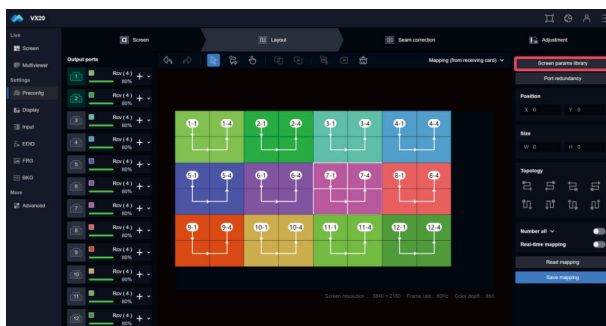 VX20
Live
Screen
Multiviewer
Settings
Preconfig
Display
Input
EDID
FRG
BKG
More
Advanced
Screen
Layout
Seam correction
Adjustment
Output ports
Mapping (from receiving card)
1 Rcv ( 4 ) 80%
2 Rcv ( 4 ) 80%
3 Rcv ( 4 ) 80%
4 Rcv ( 4 ) 80%
5 Rcv ( 4 ) 80%
6 Rcv ( 4 ) 80%
7 Rcv ( 4 ) 80%
8 Rcv ( 4 ) 80%
9 Rcv ( 4 ) 80%
10 Rcv ( 4 ) 80%
11 Rcv ( 4 ) 80%
12 Rcv ( 4 ) 80%
1-1 1-4 2-1 2-4 3-1 3-4 4-1 4-4
5-1 5-4 6-1 6-4 7-1 7-4 8-1 8-4
9-1 9-4 10-1 10-4 11-1 11-4 12-1 12-4
Screen resolution : 3840 × 2160 Frame rate: 60Hz Color depth : 8bit
Screen params library
Port redundancy
Position
X 0 Y 0
Size
W 0 H 0
Topology
Number all
Real-time mapping
Read mapping
Save mapping